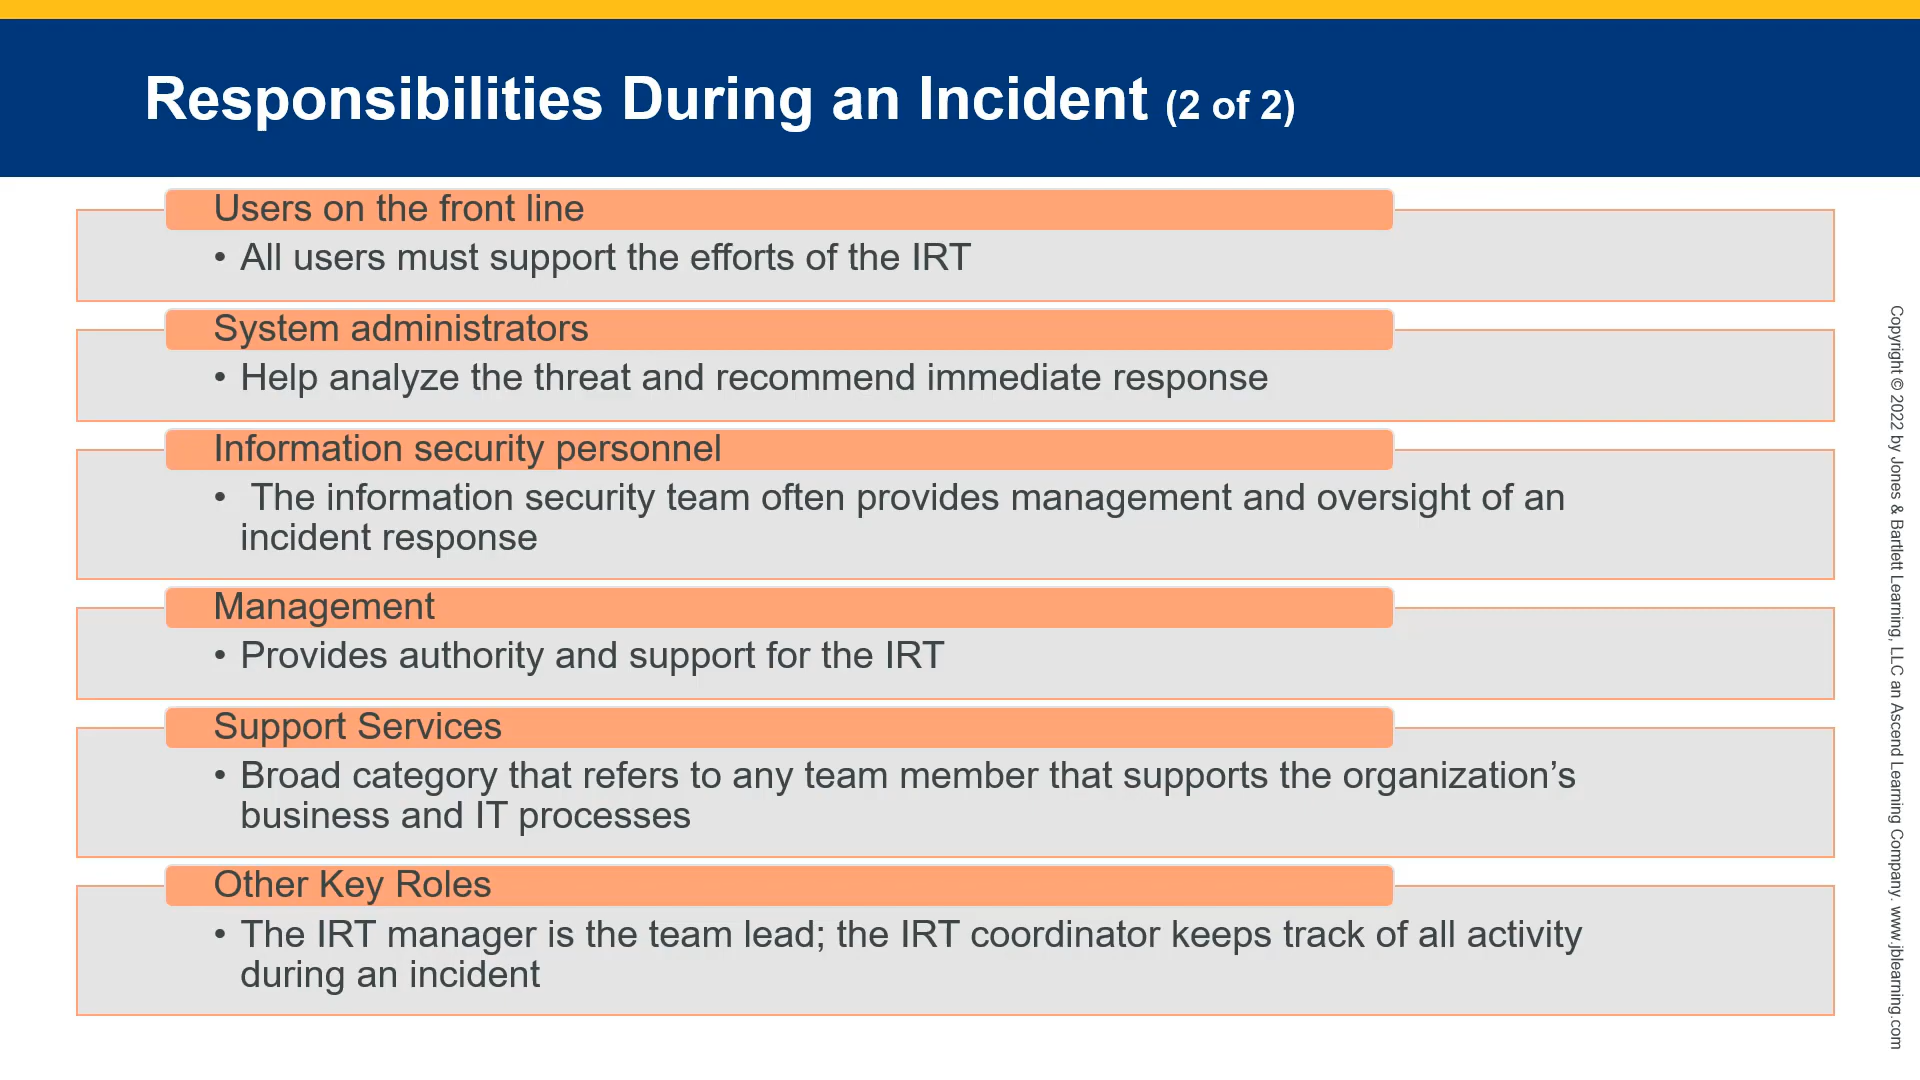 Responsibilities During an Incident (2 of 2)
Users on the front line
• All users must support the efforts of the IRT
System administrators
• Help analyze the threat and recommend immediate response
Information security personnel
• The information security team often provides management and oversight of an
incident response
Management
• Provides authority and support for the IRT
Support Services
• Broad category that refers to any team member that supports the organization’s
business and IT processes
Other Key Roles
• The IRT manager is the team lead; the IRT coordinator keeps track of all activity
during an incident
Copyright © 2022 by Jones & Bartlett Learning, LLC an Ascend Learning Company. www.jblearning.com